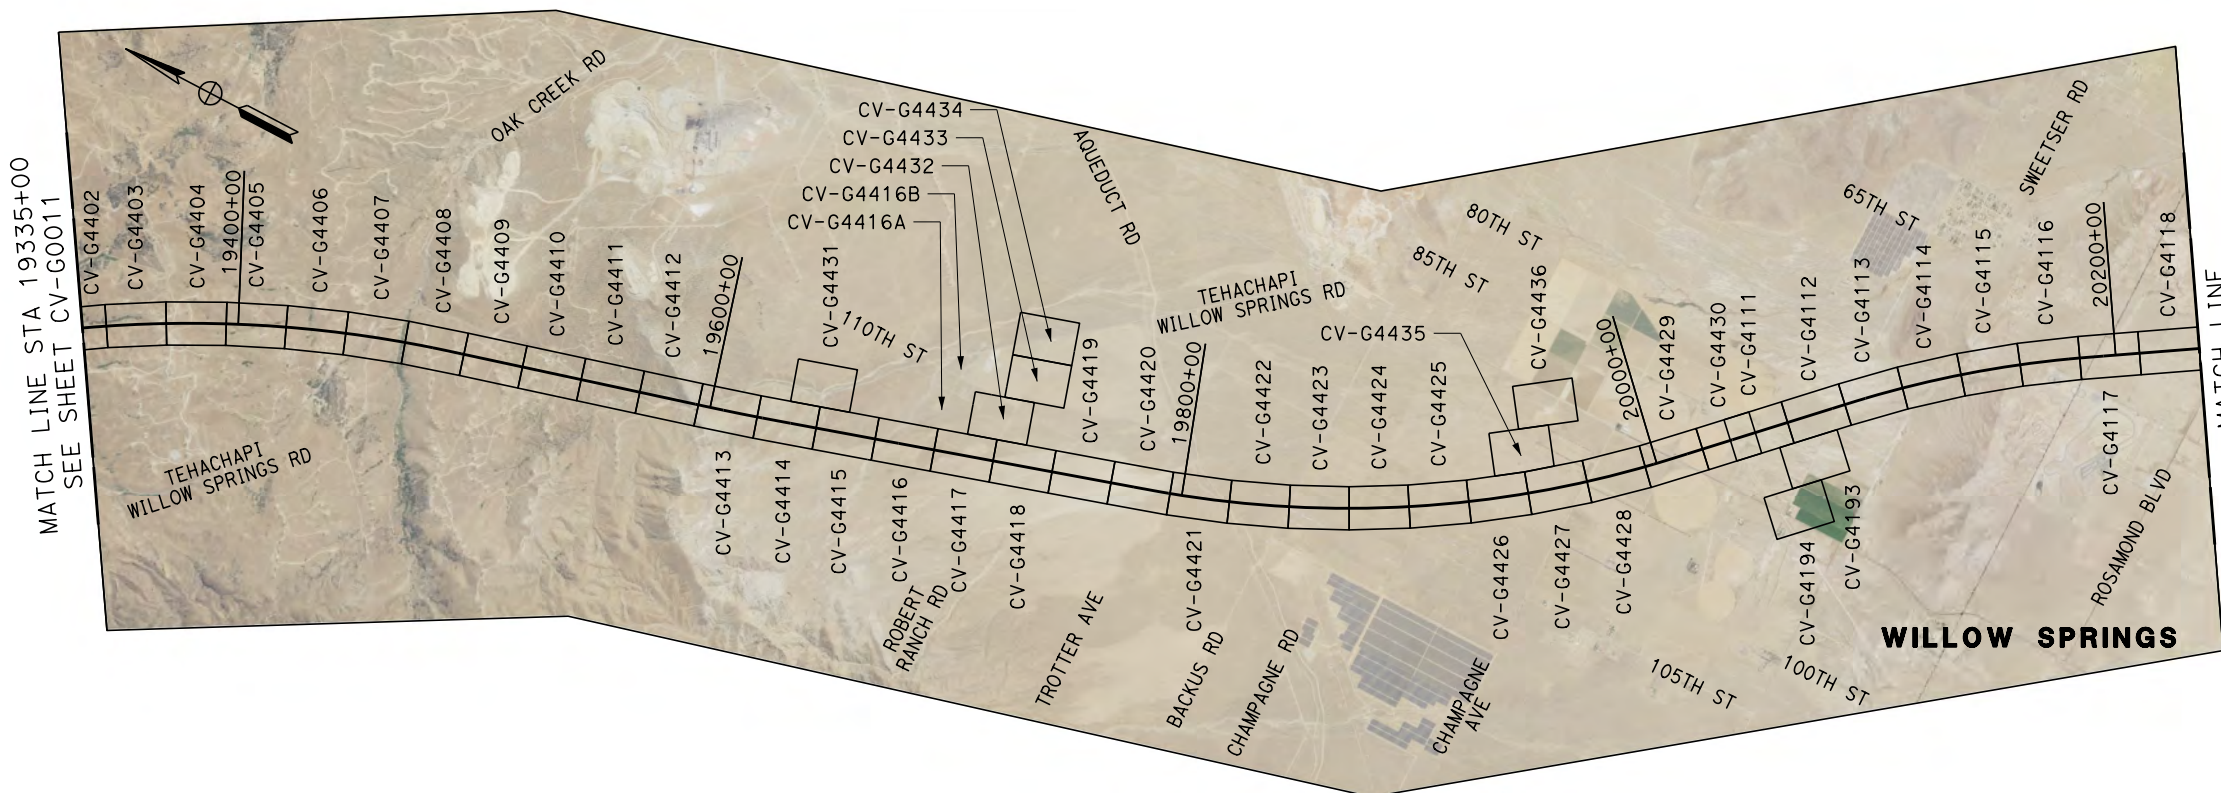 MATCH LINE STA 19335+00
SEE SHEET CV-G0011
CV-G4402
CV-G4403
CV-G4404
19400+00
CV-G4405
CV-G4406
CV-G4407
CV-G4408
CV-G4409
CV-G4410
CV-G4411
CV-G4412
19600+00
OAK CREEK RD
CV-G4434
CV-G4433
CV-G4432
CV-G4416B
CV-G4416A
CV-G4431
110TH ST
AQUEDUCT RD
CV-G4419
CV-G4420
19800+00
TEHACHAPI
WILLOW SPRINGS RD
CV-G4422
CV-G4423
CV-G4424
CV-G4425
CV-G4435
80TH ST
85TH ST
CV-G4436
20000+00
CV-G4429
CV-G4430
CV-G4111
CV-G4112
CV-G4113
CV-G4114
CV-G4115
CV-G4116
65TH ST
SWEETSER RD
20200+00
CV-G4118
MATCH LINE
TEHACHAPI
WILLOW SPRINGS RD
CV-G4413
CV-G4414
CV-G4415
CV-G4416
CV-G4417
CV-G4418
ROBERT
RANCH RD
TROTTER AVE
CV-G4421
BACKUS RD
CHAMPAGNE RD
CHAMPAGNE
AVE
CV-G4426
CV-G4427
CV-G4428
105TH ST
100TH ST
CV-G4194
CV-G4193
CV-G4117
ROSAMOND BLVD
WILLOW SPRINGS